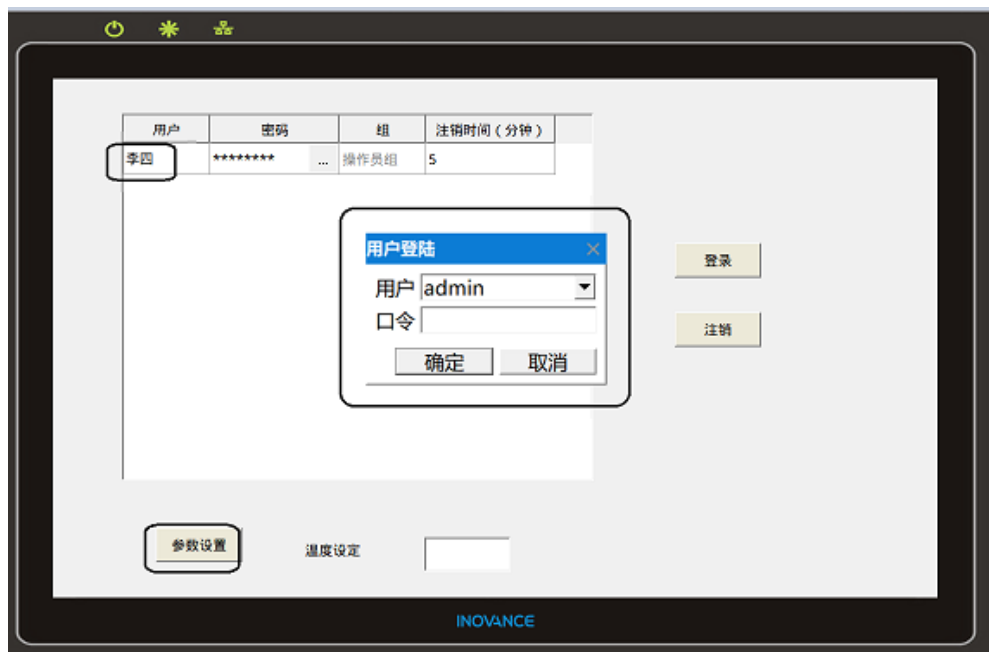 用户 密码 组 注销时间（分钟）
李四 ******** ... 操作员组 5
用户登陆
用户 admin
口令
确定 取消
登录
注销
参数设置 温度设定
INOVANCE